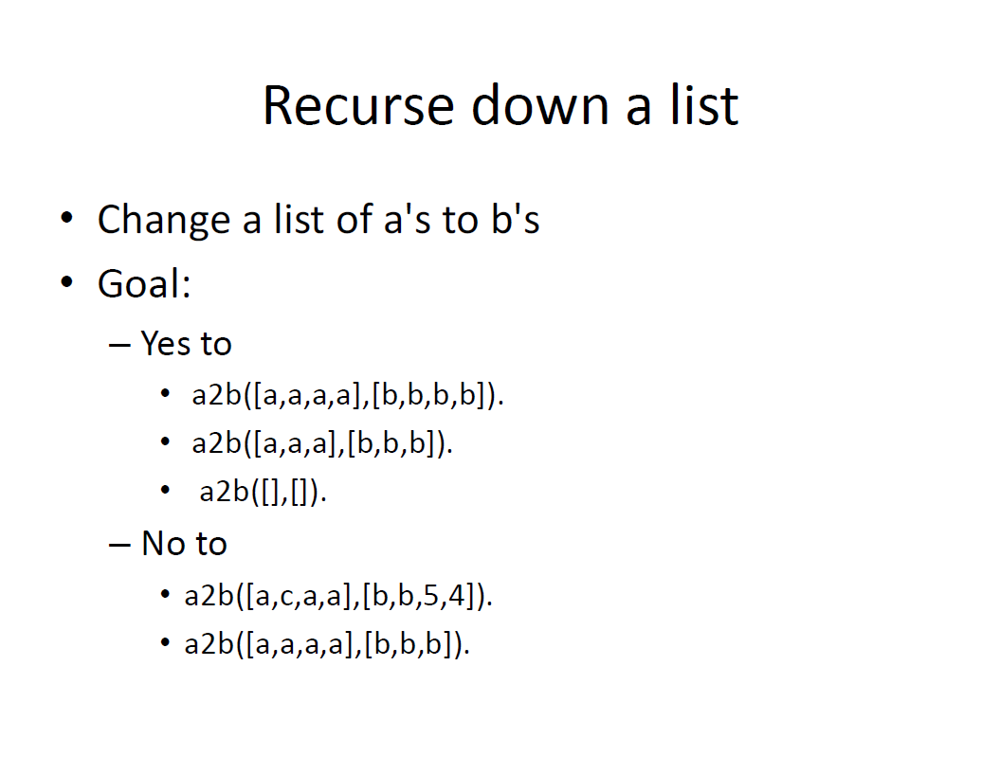 Recurse down a list
• Change a list of a's to b's
• Goal:
– Yes to
• a2b([a,a,a,a],[b,b,b,b]).
• a2b([a,a,a],[b,b,b]).
• a2b([],[]).
– No to
• a2b([a,c,a,a],[b,b,5,4]).
• a2b([a,a,a,a],[b,b,b]).